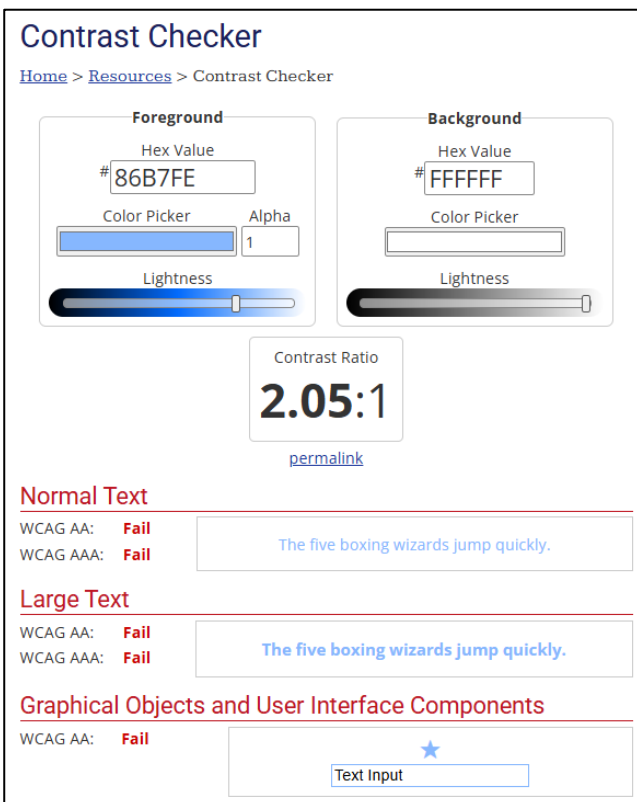 Contrast Checker
Home > Resources > Contrast Checker
Foreground
Hex Value
#86B7FE
Color Picker Alpha
1
Lightness
Background
Hex Value
#FFFFFF
Color Picker
Lightness
Contrast Ratio
2.05:1
permalink
Normal Text
WCAG AA: Fail
WCAG AAA: Fail
The five boxing wizards jump quickly.
Large Text
WCAG AA: Fail
WCAG AAA: Fail
The five boxing wizards jump quickly.
Graphical Objects and User Interface Components
WCAG AA: Fail
Text Input